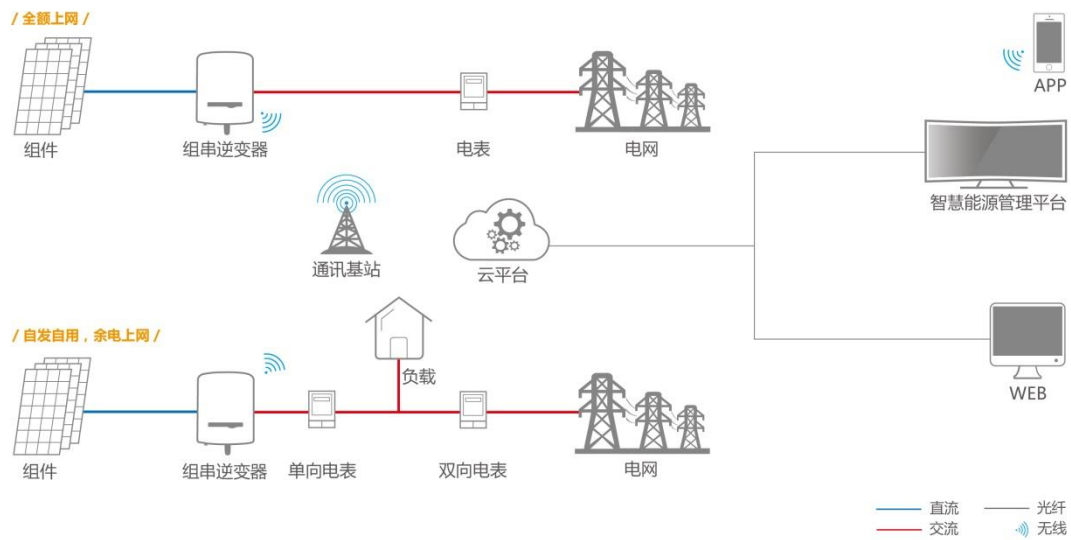 / 全额上网 /
组件
组串逆变器
电表
电网
APP
智慧能源管理平台
通讯基站
云平台
/ 自发自用，余电上网 /
负载
WEB
组件
组串逆变器
单向电表
双向电表
电网
直流
光纤
交流
无线